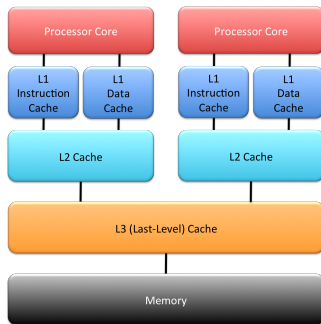 Processor Core
Processor Core
L1
Instruction
Cache
L1
Data
Cache
L1
Instruction
Cache
L1
Data
Cache
L2 Cache
L2 Cache
L3 (Last-Level) Cache
Memory